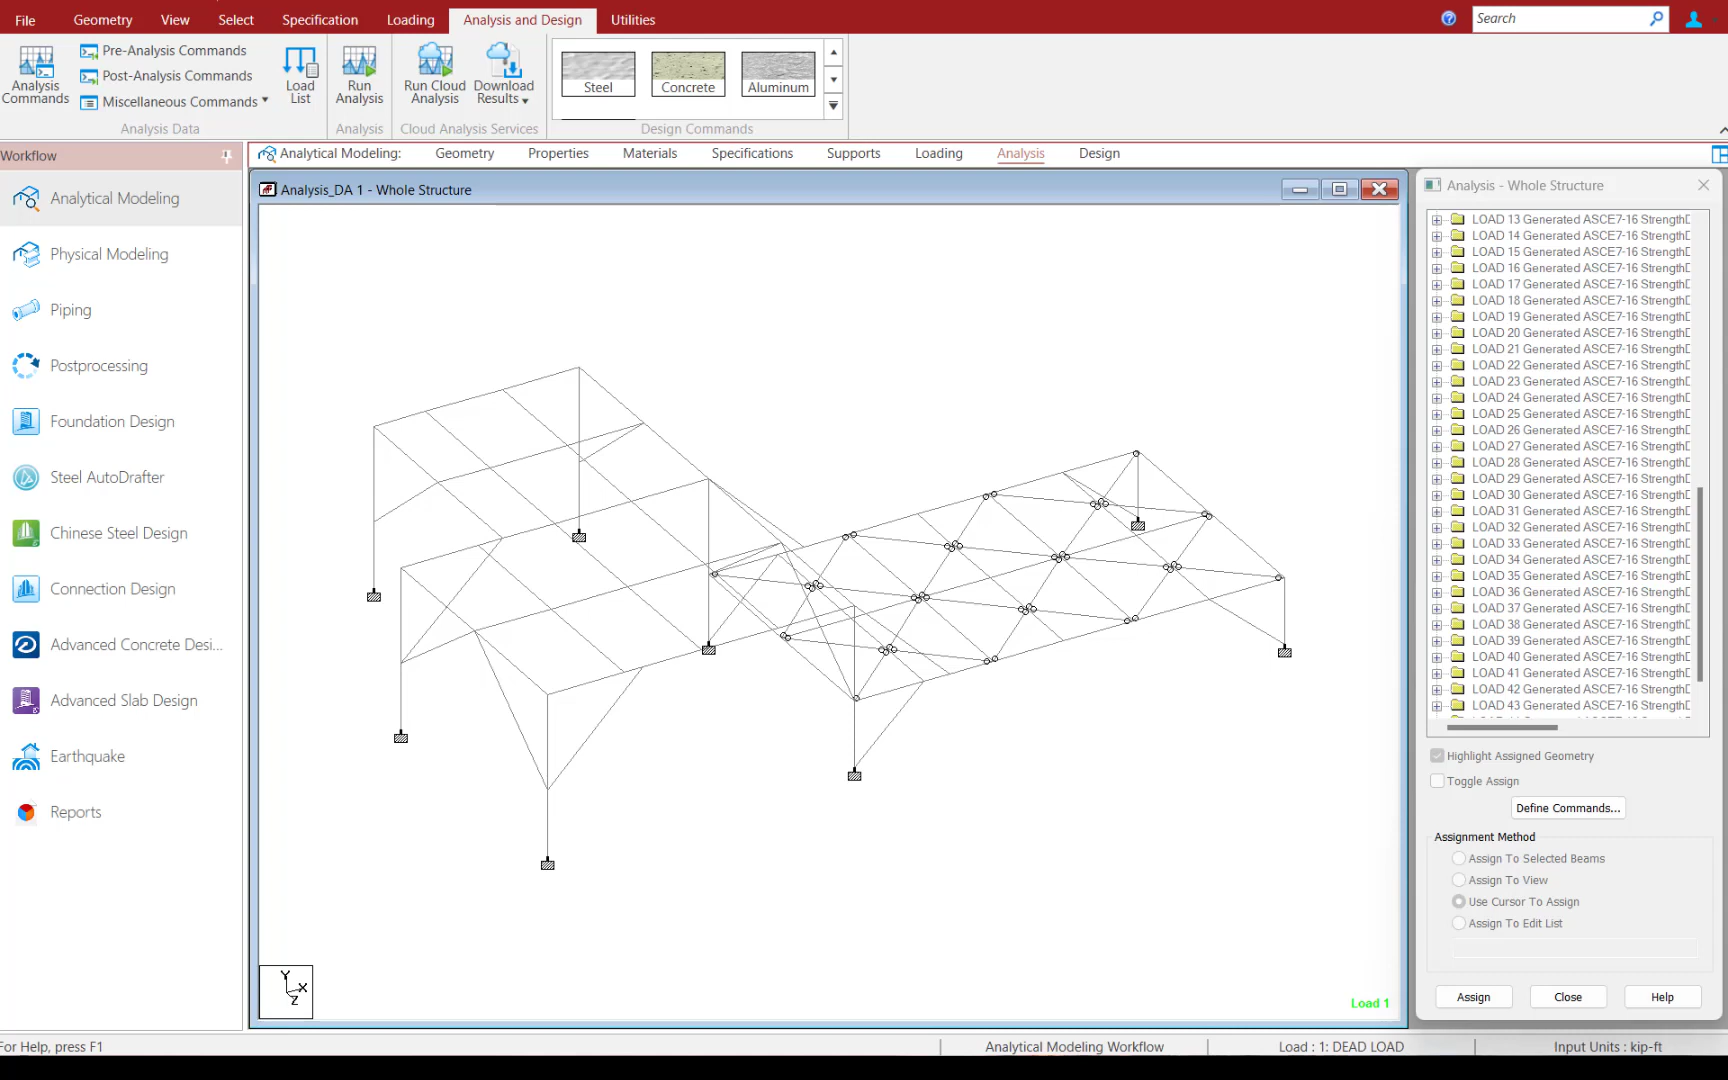 File
Geometry
View
Select
Specification
Loading
Analysis and Design
Utilities
Search
Analysis Commands
Pre-Analysis Commands
Post-Analysis Commands
Miscellaneous Commands
Load List
Run Analysis
Run Cloud Analysis
Download Results
Steel
Concrete
Aluminum
Analysis Data
Analysis
Cloud Analysis Services
Design Commands
Workflow
Analytical Modeling:
Geometry
Properties
Materials
Specifications
Supports
Loading
Analysis
Design
Analytical Modeling
Physical Modeling
Piping
Postprocessing
Foundation Design
Steel AutoDrafter
Chinese Steel Design
Connection Design
Advanced Concrete Desi...
Advanced Slab Design
Earthquake
Reports
Analysis_DA 1 - Whole Structure
Y
X
Z
Load 1
Analysis - Whole Structure
LOAD 13 Generated ASCE7-16 Strength
LOAD 14 Generated ASCE7-16 Strength
LOAD 15 Generated ASCE7-16 Strength
LOAD 16 Generated ASCE7-16 Strength
LOAD 17 Generated ASCE7-16 Strength
LOAD 18 Generated ASCE7-16 Strength
LOAD 19 Generated ASCE7-16 Strength
LOAD 20 Generated ASCE7-16 Strength
LOAD 21 Generated ASCE7-16 Strength
LOAD 22 Generated ASCE7-16 Strength
LOAD 23 Generated ASCE7-16 Strength
LOAD 24 Generated ASCE7-16 Strength
LOAD 25 Generated ASCE7-16 Strength
LOAD 26 Generated ASCE7-16 Strength
LOAD 27 Generated ASCE7-16 Strength
LOAD 28 Generated ASCE7-16 Strength
LOAD 29 Generated ASCE7-16 Strength
LOAD 30 Generated ASCE7-16 Strength
LOAD 31 Generated ASCE7-16 Strength
LOAD 32 Generated ASCE7-16 Strength
LOAD 33 Generated ASCE7-16 Strength
LOAD 34 Generated ASCE7-16 Strength
LOAD 35 Generated ASCE7-16 Strength
LOAD 36 Generated ASCE7-16 Strength
LOAD 37 Generated ASCE7-16 Strength
LOAD 38 Generated ASCE7-16 Strength
LOAD 39 Generated ASCE7-16 Strength
LOAD 40 Generated ASCE7-16 Strength
LOAD 41 Generated ASCE7-16 Strength
LOAD 42 Generated ASCE7-16 Strength
LOAD 43 Generated ASCE7-16 Strength
Highlight Assigned Geometry
Toggle Assign
Define Commands...
Assignment Method
Assign To Selected Beams
Assign To View
Use Cursor To Assign
Assign To Edit List
Assign
Close
Help
For Help, press F1
Analytical Modeling Workflow
Load : 1: DEAD LOAD
Input Units : kip-ft